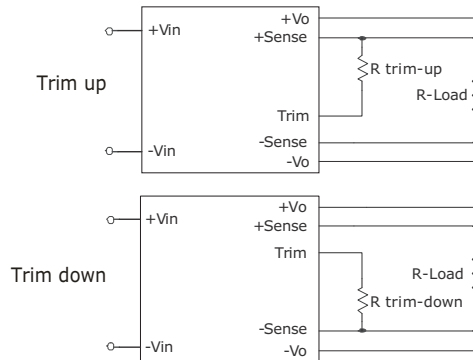 +Vo
+Vin
+Sense
R trim-up
Trim up
R-Load
Trim
-Sense
-Vin
-Vo
+Vo
+Vin
+Sense
Trim
Trim down
R-Load
R trim-down
-Sense
-Vin
-Vo